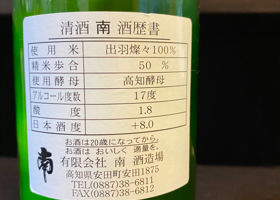 清酒 南 酒歴書
使用米 出羽燦々100%
精米歩合 50 %
使用酵母 高知酵母
アルコール度数 17度
酸度 1.8
日本酒度 +8.0
お酒は20歳になってから。
お酒は おいしく 適量を。
南 有限会社 南 酒造場
高知県安田町安田1875
TEL(0887)38-6811
FAX(0887)38-6812